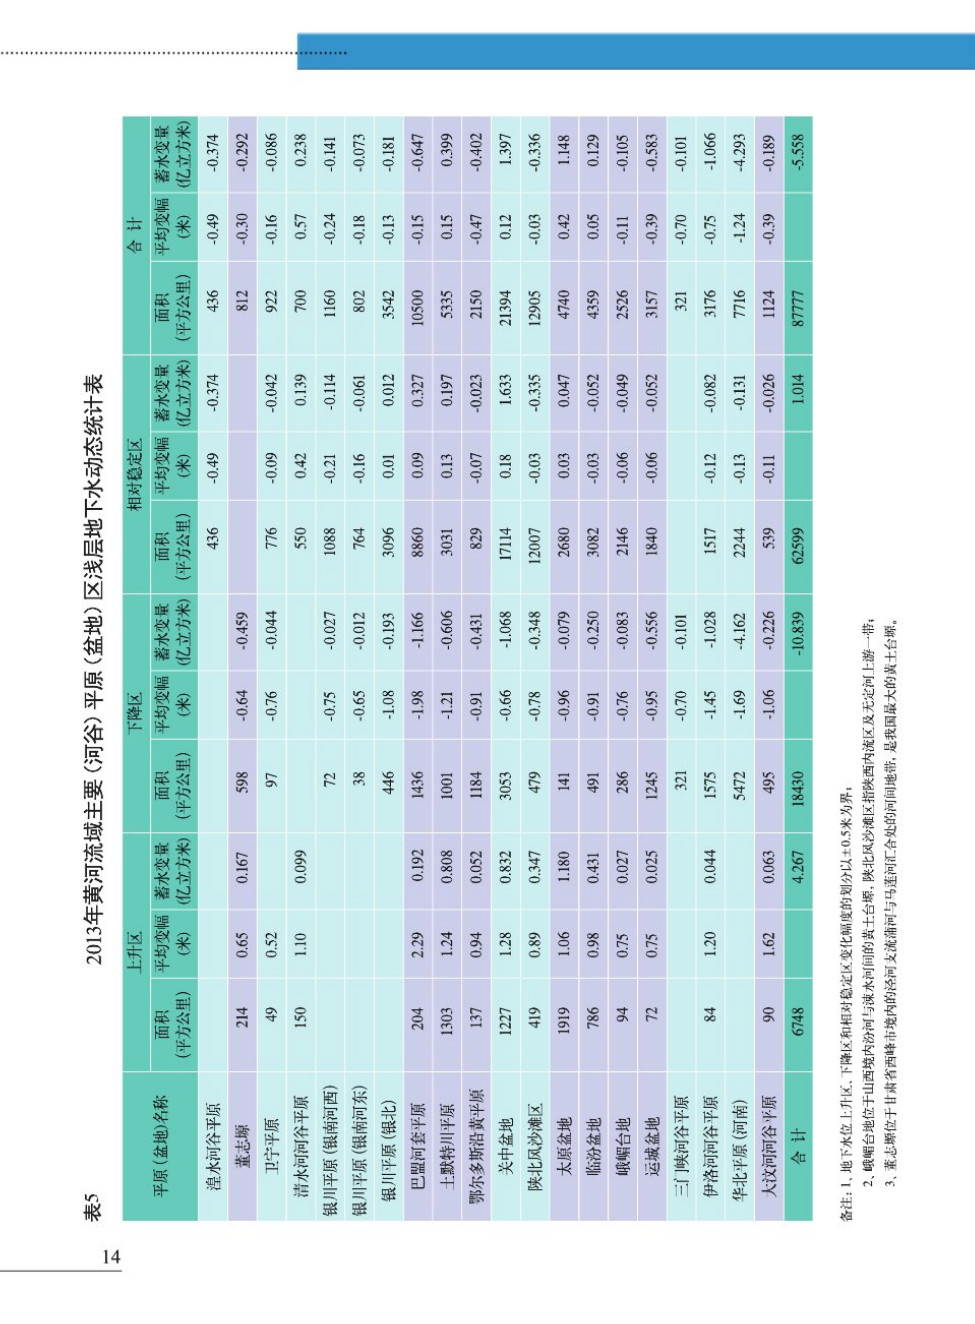 表5 2013年黄河流域主要(河谷)平原(盆地)区浅层地下水动态统计表
平原(盆地)名称 上升区 下降区 相对稳定区 合计
面积(平方公里) 平均变幅(米) 蓄水变量(亿立方米) 面积(平方公里) 平均变幅(米) 蓄水变量(亿立方米) 面积(平方公里) 平均变幅(米) 蓄水变量(亿立方米) 面积(平方公里) 平均变幅(米) 蓄水变量(亿立方米)
湟水河谷平原 436 -0.49 -0.374 436 -0.49 -0.374
董志塬 214 0.65 0.167 598 -0.64 -0.459 812 -0.30 -0.292
卫宁平原 49 0.52 97 -0.76 -0.044 776 -0.09 -0.042 922 -0.16 -0.086
清水河河谷平原 150 1.10 0.099 550 0.42 0.139 700 0.57 0.238
银川平原(银南河西) 72 -0.75 -0.027 1088 -0.21 -0.114 1160 -0.24 -0.141
银川平原(银南河东) 38 -0.65 -0.012 764 -0.16 -0.061 802 -0.18 -0.073
银川平原(银北) 446 -1.08 -0.193 3096 0.01 0.012 3542 -0.13 -0.181
巴盟河套平原 204 2.29 0.192 1436 -1.98 -1.166 8860 0.09 0.327 10500 -0.15 -0.647
土默特川平原 1303 1.24 0.808 1001 -1.21 -0.606 3031 0.13 0.197 5335 0.15 0.399
鄂尔多斯沿黄平原 137 0.94 0.052 1184 -0.91 -0.431 829 -0.07 -0.023 2150 -0.47 -0.402
关中盆地 1227 1.28 0.832 3053 -0.66 -1.068 17114 0.18 1.633 21394 0.12 1.397
陕北风沙滩区 419 0.89 0.347 479 -0.78 -0.348 12007 -0.03 -0.335 12905 -0.03 -0.336
太原盆地 1919 1.06 1.180 141 -0.96 -0.079 2680 0.03 0.047 4740 0.42 1.148
临汾盆地 786 0.98 0.431 491 -0.91 -0.250 3082 -0.03 -0.052 4359 0.05 0.129
峨嵋台地 94 0.75 0.027 286 -0.76 -0.083 2146 -0.06 -0.049 2526 -0.11 -0.105
运城盆地 72 0.75 0.025 1245 -0.95 -0.556 1840 -0.06 -0.052 3157 -0.39 -0.583
三门峡河谷平原 321 -0.70 -0.101 321 -0.70 -0.101
伊洛河河谷平原 84 1.20 0.044 1575 -1.45 -1.028 1517 -0.12 -0.082 3176 -0.75 -1.066
华北平原(河南) 5472 -1.69 -4.162 2244 -0.13 -0.131 7716 -1.24 -4.293
大汶河河谷平原 90 1.62 0.063 495 -1.06 -0.226 539 -0.11 -0.026 1124 -0.39 -0.189
合计 6748 4.267 18430 -10.839 62599 1.014 87777 -5.558
备注：1、地下水位上升区、下降区和相对稳定区变化幅度的划分以±0.5米为界；
2、峨嵋台地位于山西境内汾河与涑水河间的黄土台塬，陕北风沙滩区指陕西内流区及无定河上游一带；
3、董志塬位于甘肃省西峰市境内的泾河支流蒲河与马莲河汇合处的河间地带，是我国最大的黄土台塬。
14